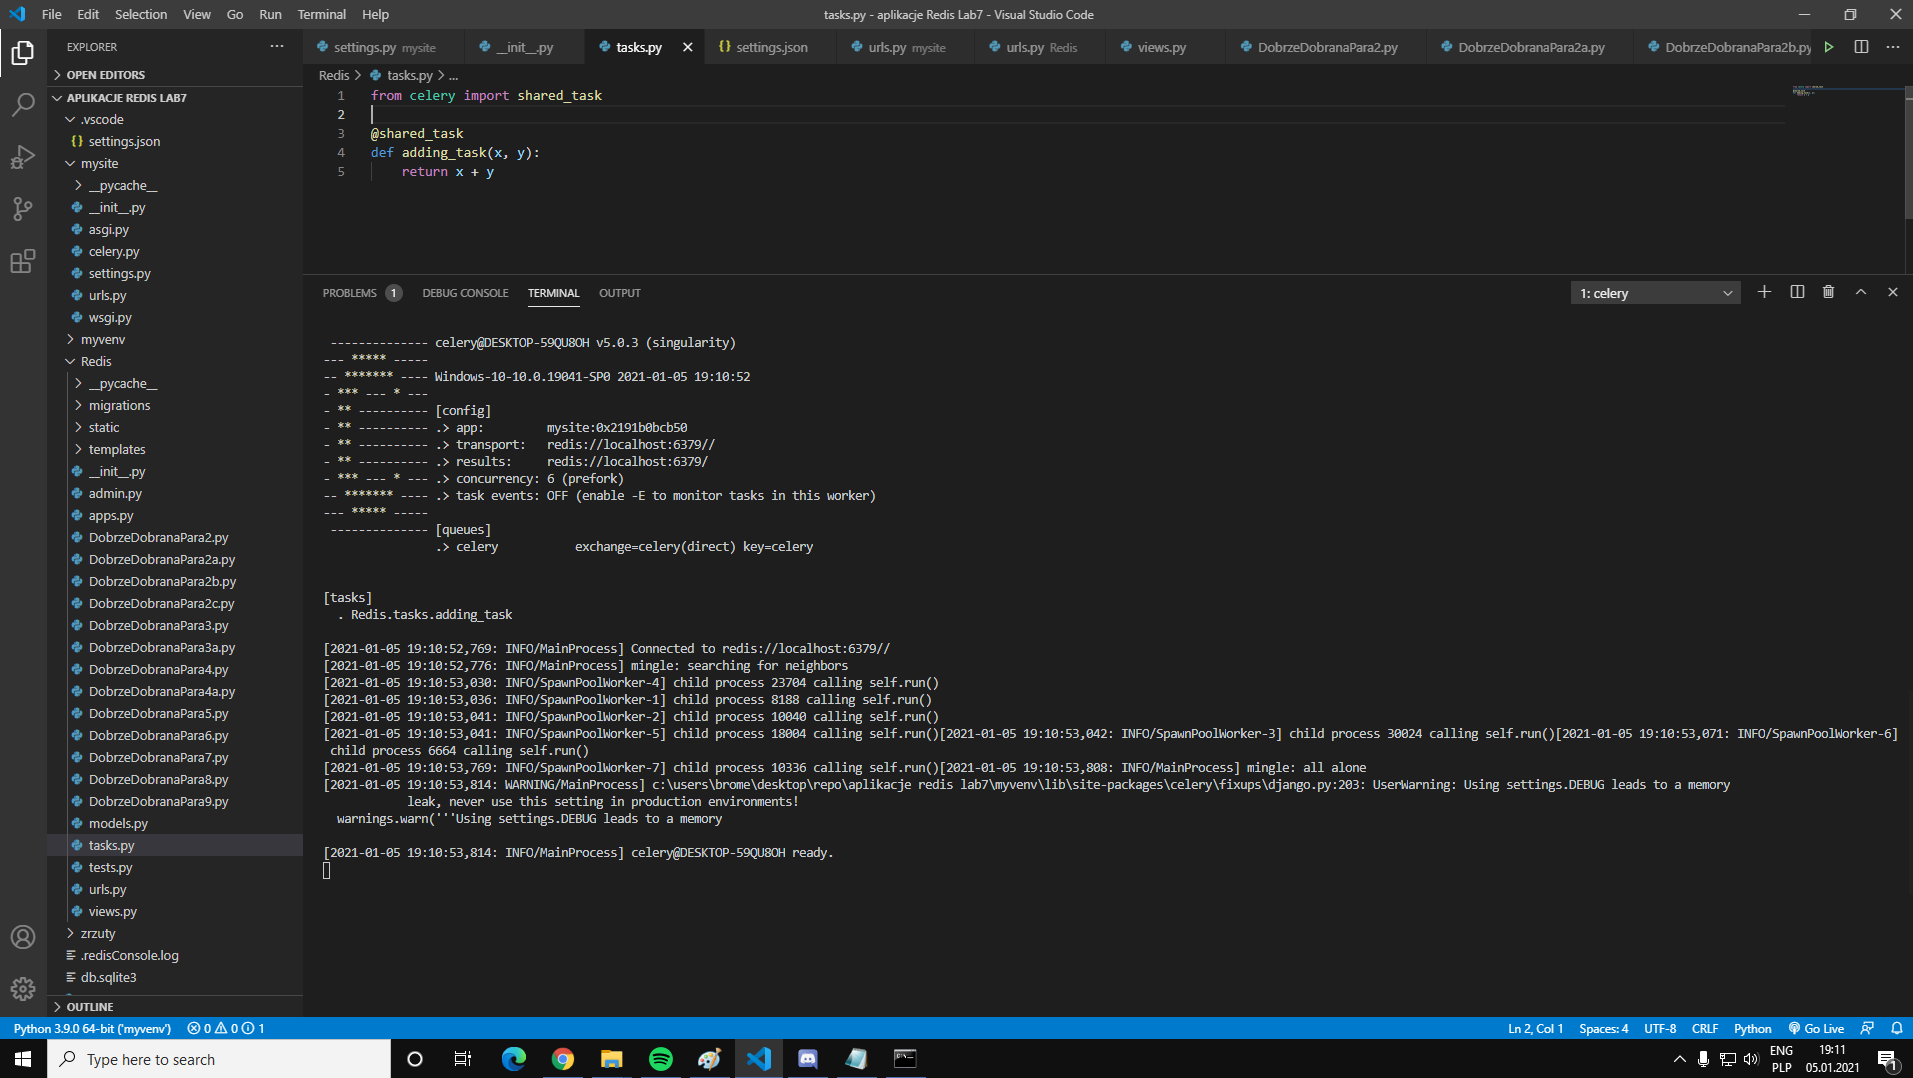 File Edit Selection View Go Run Terminal Help
tasks.py - aplikacje Redis Lab7 - Visual Studio Code
EXPLORER
OPEN EDITORS
APLIKACJE REDIS LAB7
.vscode
{} settings.json
mysite
__pycache__
__init__.py
asgi.py
celery.py
settings.py
urls.py
wsgi.py
myvenv
Redis
__pycache__
migrations
static
templates
__init__.py
admin.py
apps.py
DobrzeDobranaPara2.py
DobrzeDobranaPara2a.py
DobrzeDobranaPara2b.py
DobrzeDobranaPara2c.py
DobrzeDobranaPara3.py
DobrzeDobranaPara3a.py
DobrzeDobranaPara4.py
DobrzeDobranaPara4a.py
DobrzeDobranaPara5.py
DobrzeDobranaPara6.py
DobrzeDobranaPara7.py
DobrzeDobranaPara8.py
DobrzeDobranaPara9.py
models.py
tasks.py
tests.py
urls.py
views.py
zrzuty
.redisConsole.log
db.sqlite3
OUTLINE
settings.py mysite __init__.py tasks.py {} settings.json urls.py mysite urls.py Redis views.py DobrzeDobranaPara2.py DobrzeDobranaPara2a.py DobrzeDobranaPara2b.py
Redis > tasks.py > ...
1 from celery import shared_task
2
3 @shared_task
4 def adding_task(x, y):
5 return x + y
PROBLEMS 1 DEBUG CONSOLE TERMINAL OUTPUT
1: celery
-------------- celery@DESKTOP-59QU8OH v5.0.3 (singularity)
--- ***** -----
-- ******* ---- Windows-10-10.0.19041-SP0 2021-01-05 19:10:52
- *** --- * ---
- ** ---------- [config]
- ** ---------- .> app: mysite:0x2191b0bcb50
- ** ---------- .> transport: redis://localhost:6379//
- ** ---------- .> results: redis://localhost:6379/
- *** --- * --- .> concurrency: 6 (prefork)
-- ******* ---- .> task events: OFF (enable -E to monitor tasks in this worker)
--- ***** -----
-------------- [queues]
.> celery exchange=celery(direct) key=celery
[tasks]
. Redis.tasks.adding_task
[2021-01-05 19:10:52,769: INFO/MainProcess] Connected to redis://localhost:6379//
[2021-01-05 19:10:52,776: INFO/MainProcess] mingle: searching for neighbors
[2021-01-05 19:10:53,030: INFO/SpawnPoolWorker-4] child process 23704 calling self.run()
[2021-01-05 19:10:53,036: INFO/SpawnPoolWorker-1] child process 8188 calling self.run()
[2021-01-05 19:10:53,041: INFO/SpawnPoolWorker-2] child process 10040 calling self.run()
[2021-01-05 19:10:53,041: INFO/SpawnPoolWorker-5] child process 18004 calling self.run()[2021-01-05 19:10:53,042: INFO/SpawnPoolWorker-3] child process 30024 calling self.run()[2021-01-05 19:10:53,071: INFO/SpawnPoolWorker-6]
child process 6664 calling self.run()
[2021-01-05 19:10:53,769: INFO/SpawnPoolWorker-7] child process 10336 calling self.run()[2021-01-05 19:10:53,808: INFO/MainProcess] mingle: all alone
[2021-01-05 19:10:53,814: WARNING/MainProcess] c:\users\brome\desktop\repo\aplikacje redis lab7\myvenv\lib\site-packages\celery\fixups\django.py:203: UserWarning: Using settings.DEBUG leads to a memory
leak, never use this setting in production environments!
warnings.warn('''Using settings.DEBUG leads to a memory
[2021-01-05 19:10:53,814: INFO/MainProcess] celery@DESKTOP-59QU8OH ready.
Python 3.9.0 64-bit ('myvenv') 0 0 1
Ln 2, Col 1 Spaces: 4 UTF-8 CRLF Python Go Live
Type here to search
ENG
PLP
19:11
05.01.2021
1